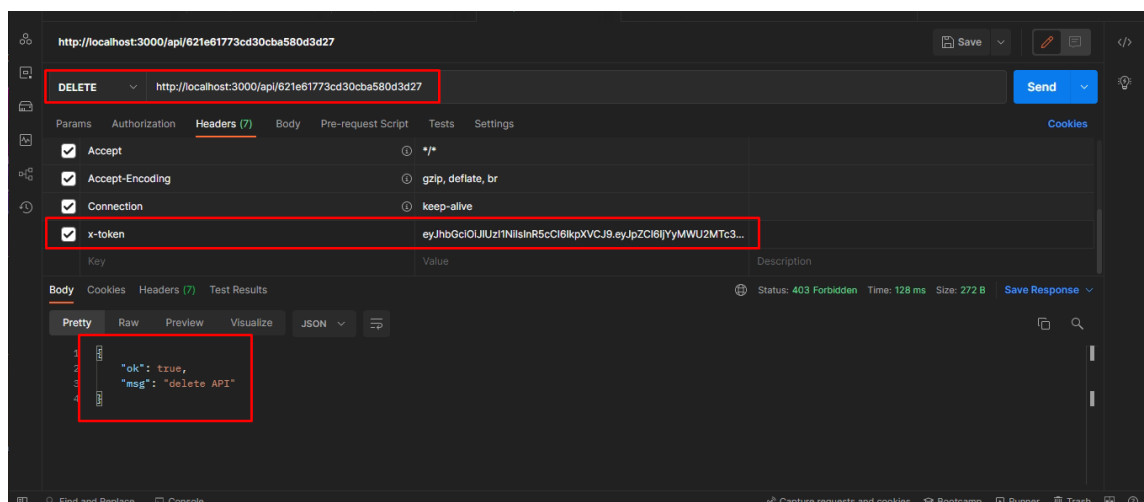 http://localhost:3000/api/621e61773cd30cba580d3d27
Save
</>
DELETE http://localhost:3000/api/621e61773cd30cba580d3d27
Send
Params Authorization Headers (7) Body Pre-request Script Tests Settings Cookies
Accept */*
Accept-Encoding gzip, deflate, br
Connection keep-alive
x-token eyJhbGciOiJIUzI1NiIsInR5cCI6IkpXVCJ9.eyJpZCI6IjYyMWU2MTc3...
Key Value Description
Body Cookies Headers (7) Test Results Status: 403 Forbidden Time: 128 ms Size: 272 B Save Response
Pretty Raw Preview Visualize JSON
1 {
2 "ok": true,
3 "msg": "delete API"
4 }
Find and Replace Console Capture requests and cookies Bootcamp Runner Trash